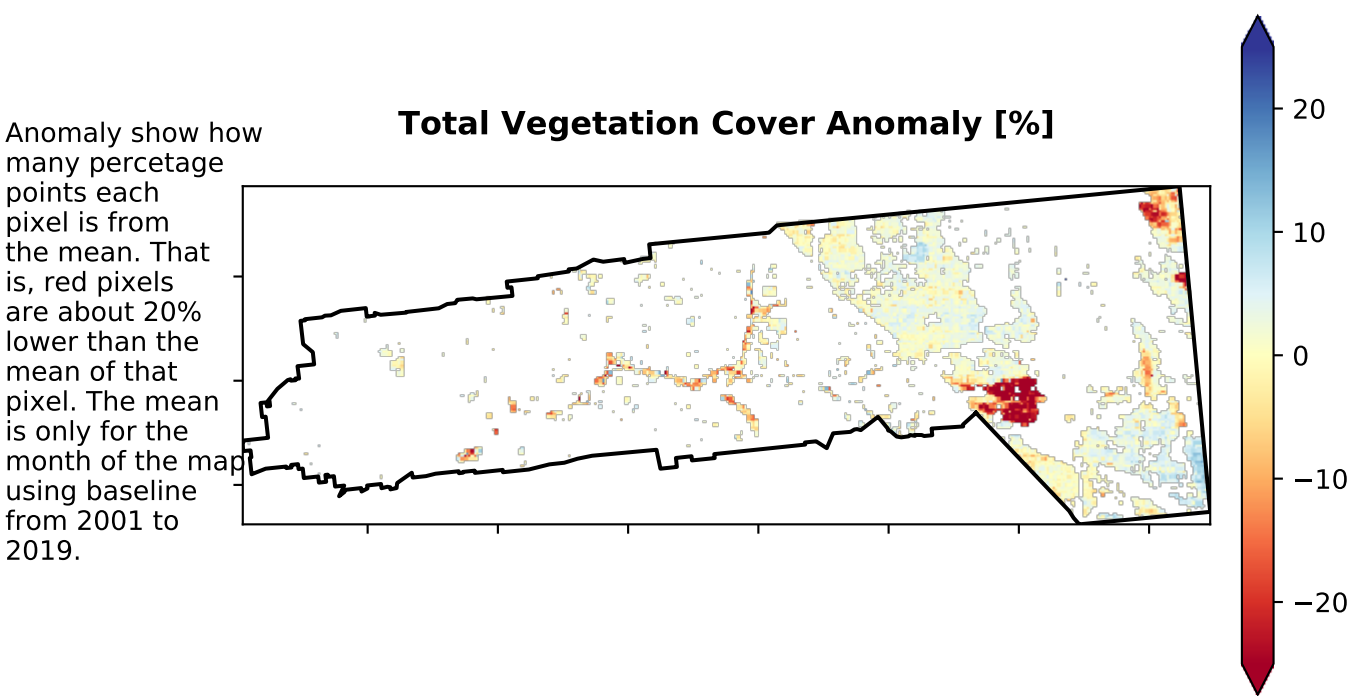 Total Vegetation Cover Anomaly [%]
Anomaly show how
many percetage
points each
pixel is from
the mean. That
is, red pixels
are about 20%
lower than the
mean of that
pixel. The mean
is only for the
month of the map
using baseline
from 2001 to
2019.
20
10
0
−10
−20